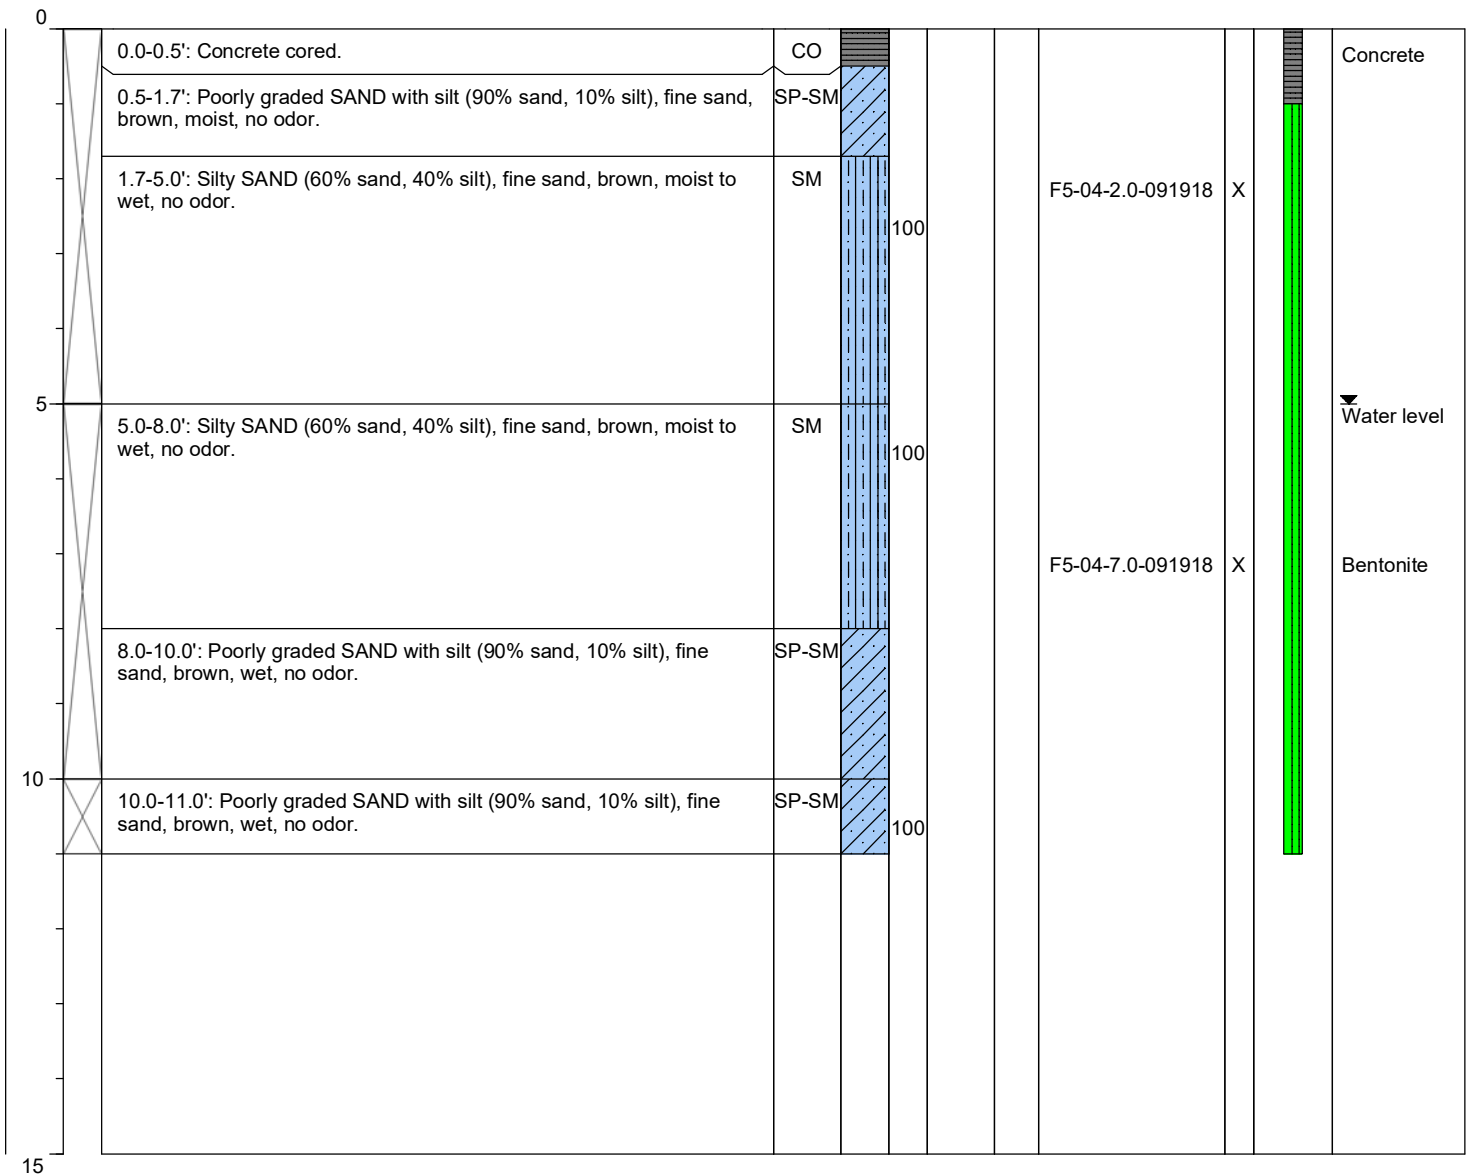 0
0.0-0.5': Concrete cored.
CO
Concrete
0.5-1.7': Poorly graded SAND with silt (90% sand, 10% silt), fine sand,
brown, moist, no odor.
SP-SM
1.7-5.0': Silty SAND (60% sand, 40% silt), fine sand, brown, moist to
wet, no odor.
SM
F5-04-2.0-091918
X
100
5
Water level
5.0-8.0': Silty SAND (60% sand, 40% silt), fine sand, brown, moist to
wet, no odor.
SM
100
F5-04-7.0-091918
X
Bentonite
8.0-10.0': Poorly graded SAND with silt (90% sand, 10% silt), fine
sand, brown, wet, no odor.
SP-SM
10
10.0-11.0': Poorly graded SAND with silt (90% sand, 10% silt), fine
sand, brown, wet, no odor.
SP-SM
100
15